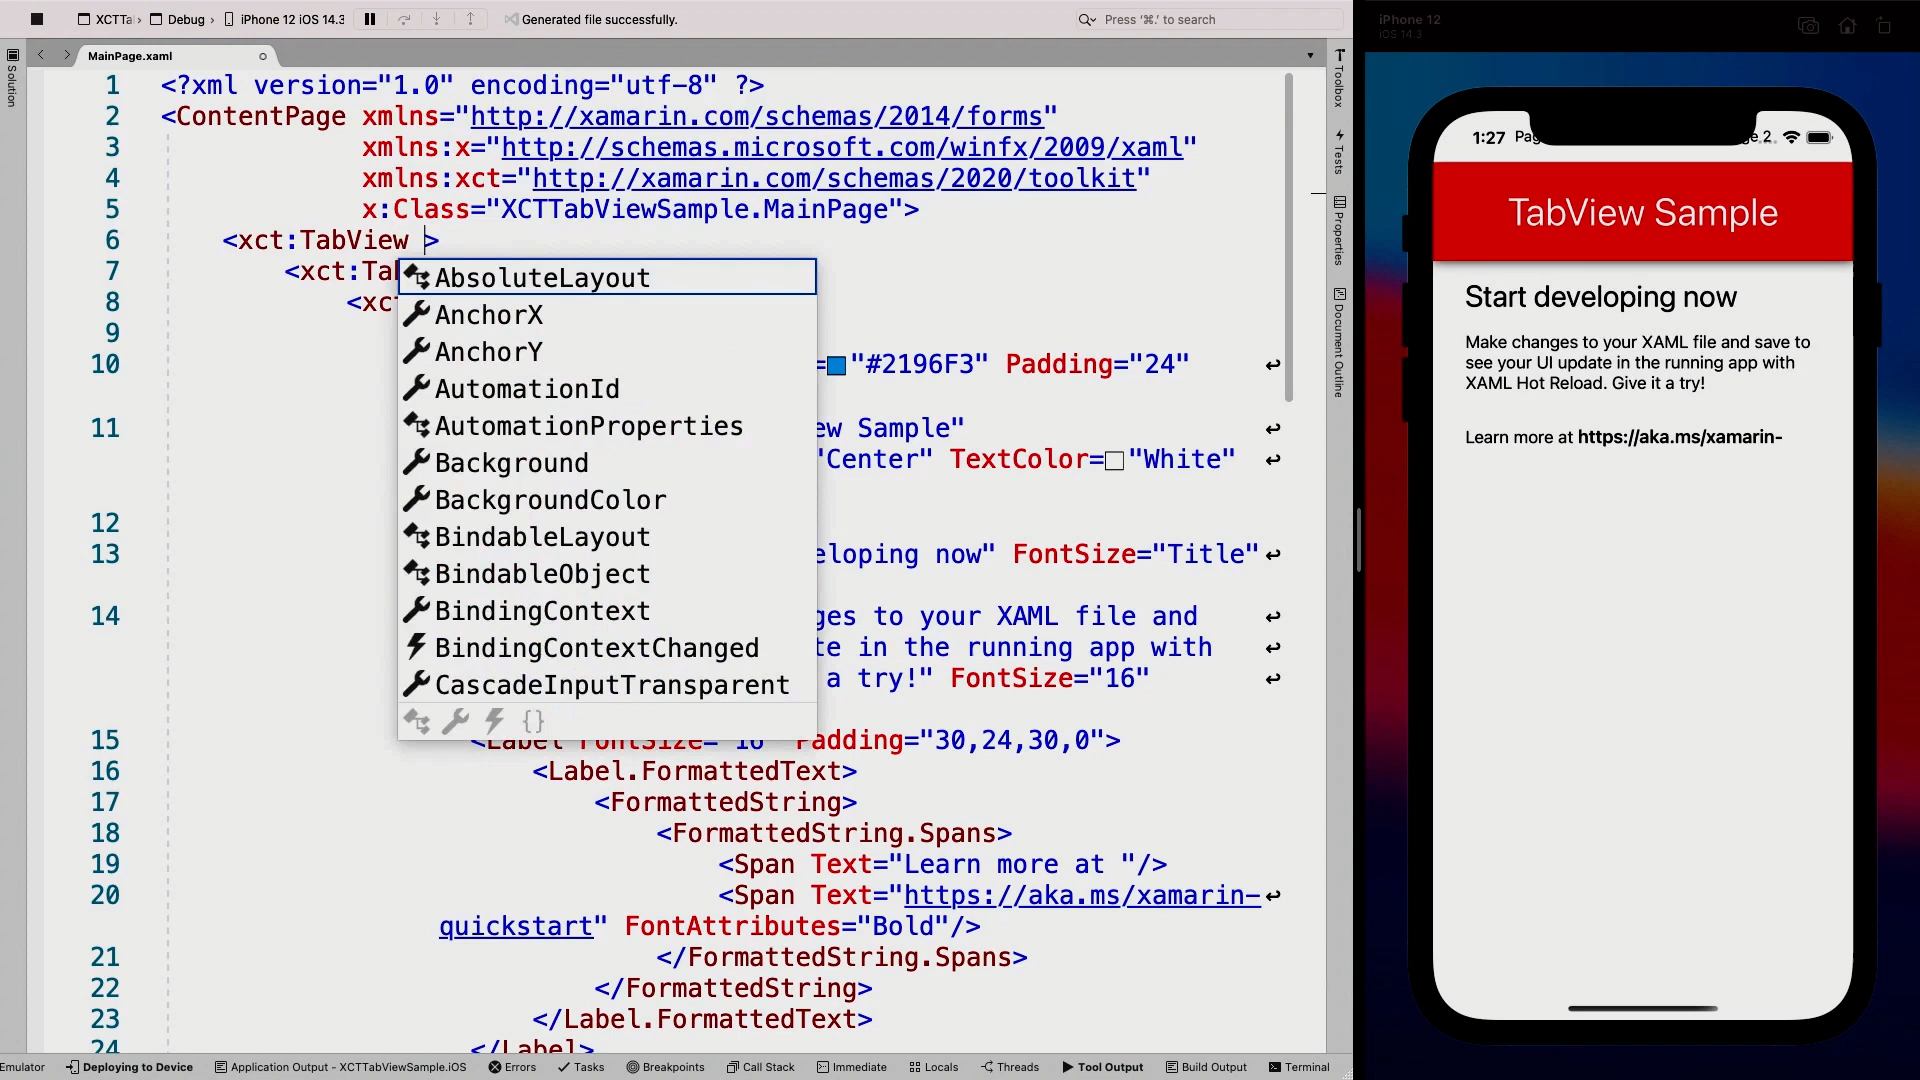 XCTTa › Debug › iPhone 12 iOS 14.3
Generated file successfully.
Press '⌘.' to search
MainPage.xaml
Solution
1 <?xml version="1.0" encoding="utf-8" ?>
2 <ContentPage xmlns="http://xamarin.com/schemas/2014/forms"
3 xmlns:x="http://schemas.microsoft.com/winfx/2009/xaml"
4 xmlns:xct="http://xamarin.com/schemas/2020/toolkit"
5 x:Class="XCTTabViewSample.MainPage">
6 <xct:TabView >
7 <xct:Ta
8 <xc
9
10 ="#2196F3" Padding="24"
11 ew Sample"
"Center" TextColor="White"
12
13 eloping now" FontSize="Title"
14 ges to your XAML file and
te in the running app with
a try!" FontSize="16"
15 <Label FontSize="16" Padding="30,24,30,0">
16 <Label.FormattedText>
17 <FormattedString>
18 <FormattedString.Spans>
19 <Span Text="Learn more at "/>
20 <Span Text="https://aka.ms/xamarin-
quickstart" FontAttributes="Bold"/>
21 </FormattedString.Spans>
22 </FormattedString>
23 </Label.FormattedText>
24 </Label>
AbsoluteLayout
AnchorX
AnchorY
AutomationId
AutomationProperties
Background
BackgroundColor
BindableLayout
BindableObject
BindingContext
BindingContextChanged
CascadeInputTransparent
{}
Toolbox
Tests
Properties
Document Outline
Emulator
Deploying to Device
Application Output - XCTTabViewSample.iOS
Errors
Tasks
Breakpoints
Call Stack
Immediate
Locals
Threads
Tool Output
Build Output
Terminal
iPhone 12
iOS 14.3
1:27 Pag
e 2
TabView Sample
Start developing now
Make changes to your XAML file and save to
see your UI update in the running app with
XAML Hot Reload. Give it a try!
Learn more at https://aka.ms/xamarin-